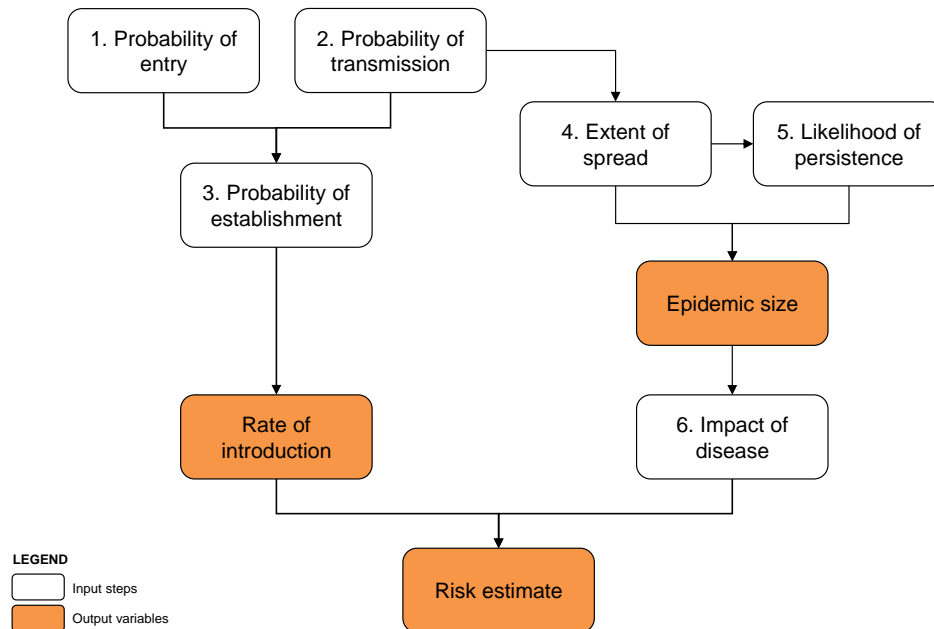 1. Probability of
entry
2. Probability of
transmission
3. Probability of
establishment
4. Extent of
spread
5. Likelihood of
persistence
Epidemic size
Rate of
introduction
6. Impact of
disease
Risk estimate
LEGEND
Input steps
Output variables